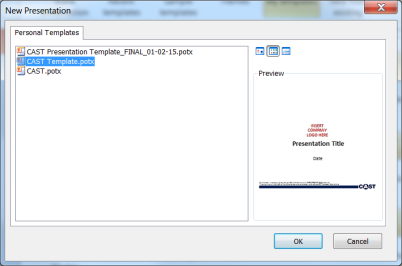 New Presentation
Personal Templates
CAST Presentation Template_FINAL_01-02-15.potx
CAST Template.potx
CAST.potx
Preview
INSERT
COMPANY
LOGO HERE
Presentation Title
Date
CAST
OK
Cancel